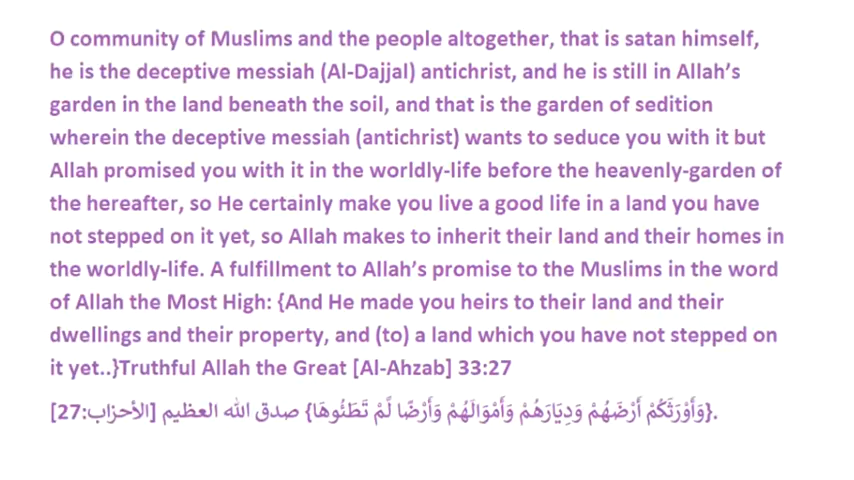 O community of Muslims and the people altogether, that is satan himself,
he is the deceptive messiah (Al-Dajjal) antichrist, and he is still in Allah's
garden in the land beneath the soil, and that is the garden of sedition
wherein the deceptive messiah (antichrist) wants to seduce you with it but
Allah promised you with it in the worldly-life before the heavenly-garden of
the hereafter, so He certainly make you live a good life in a land you have
not stepped on it yet, so Allah makes to inherit their land and their homes in
the worldly-life. A fulfillment to Allah's promise to the Muslims in the word
of Allah the Most High: {And He made you heirs to their land and their
dwellings and their property, and (to) a land which you have not stepped on
it yet..}Truthful Allah the Great [Al-Ahzab] 33:27
{وَأَوْرَثَكُمْ أَرْضَهُمْ وَدِيَارَهُمْ وَأَمْوَالَهُمْ وَأَرْضًا لَّمْ تَطَئُوهَا} صدق الله العظيم [الأحزاب:27].